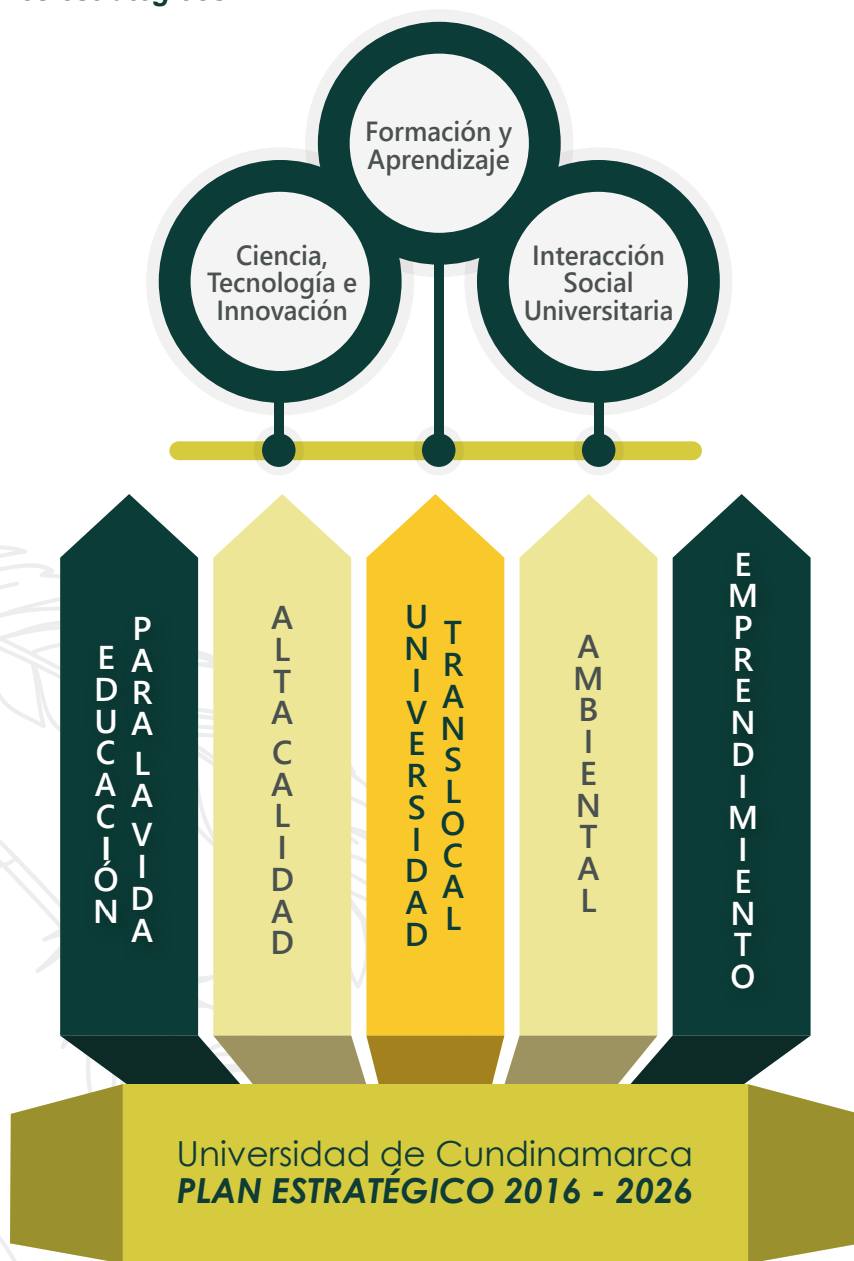 Formación y
Aprendizaje
Ciencia,
Tecnología e
Innovación
Interacción
Social
Universitaria
EDUCACIÓN
PARA LA VIDA
ALTA CALIDAD
UNIVERSIDAD
TRANSLOCAL
AMBIENTAL
EMPRENDIMIENTO
Universidad de Cundinamarca
PLAN ESTRATÉGICO 2016 - 2026